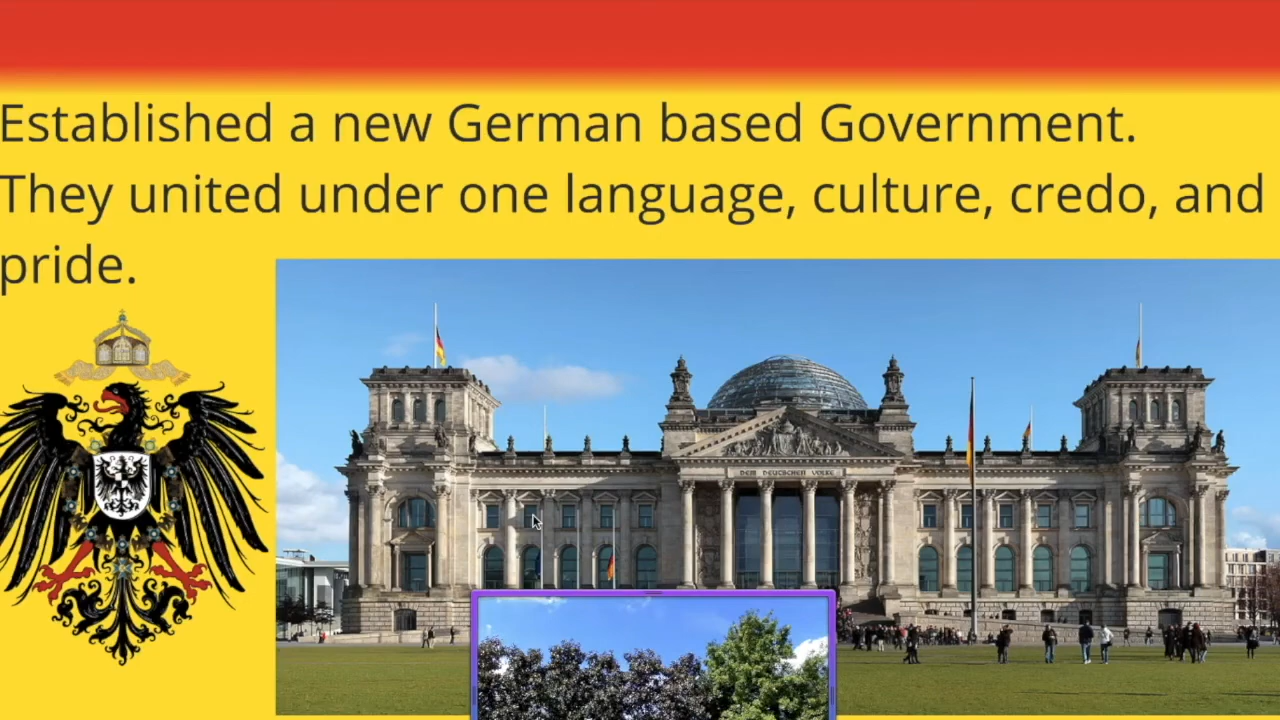 Established a new German based Government.
They united under one language, culture, credo, and
pride.
DEM DEUTSCHEN VOLKE